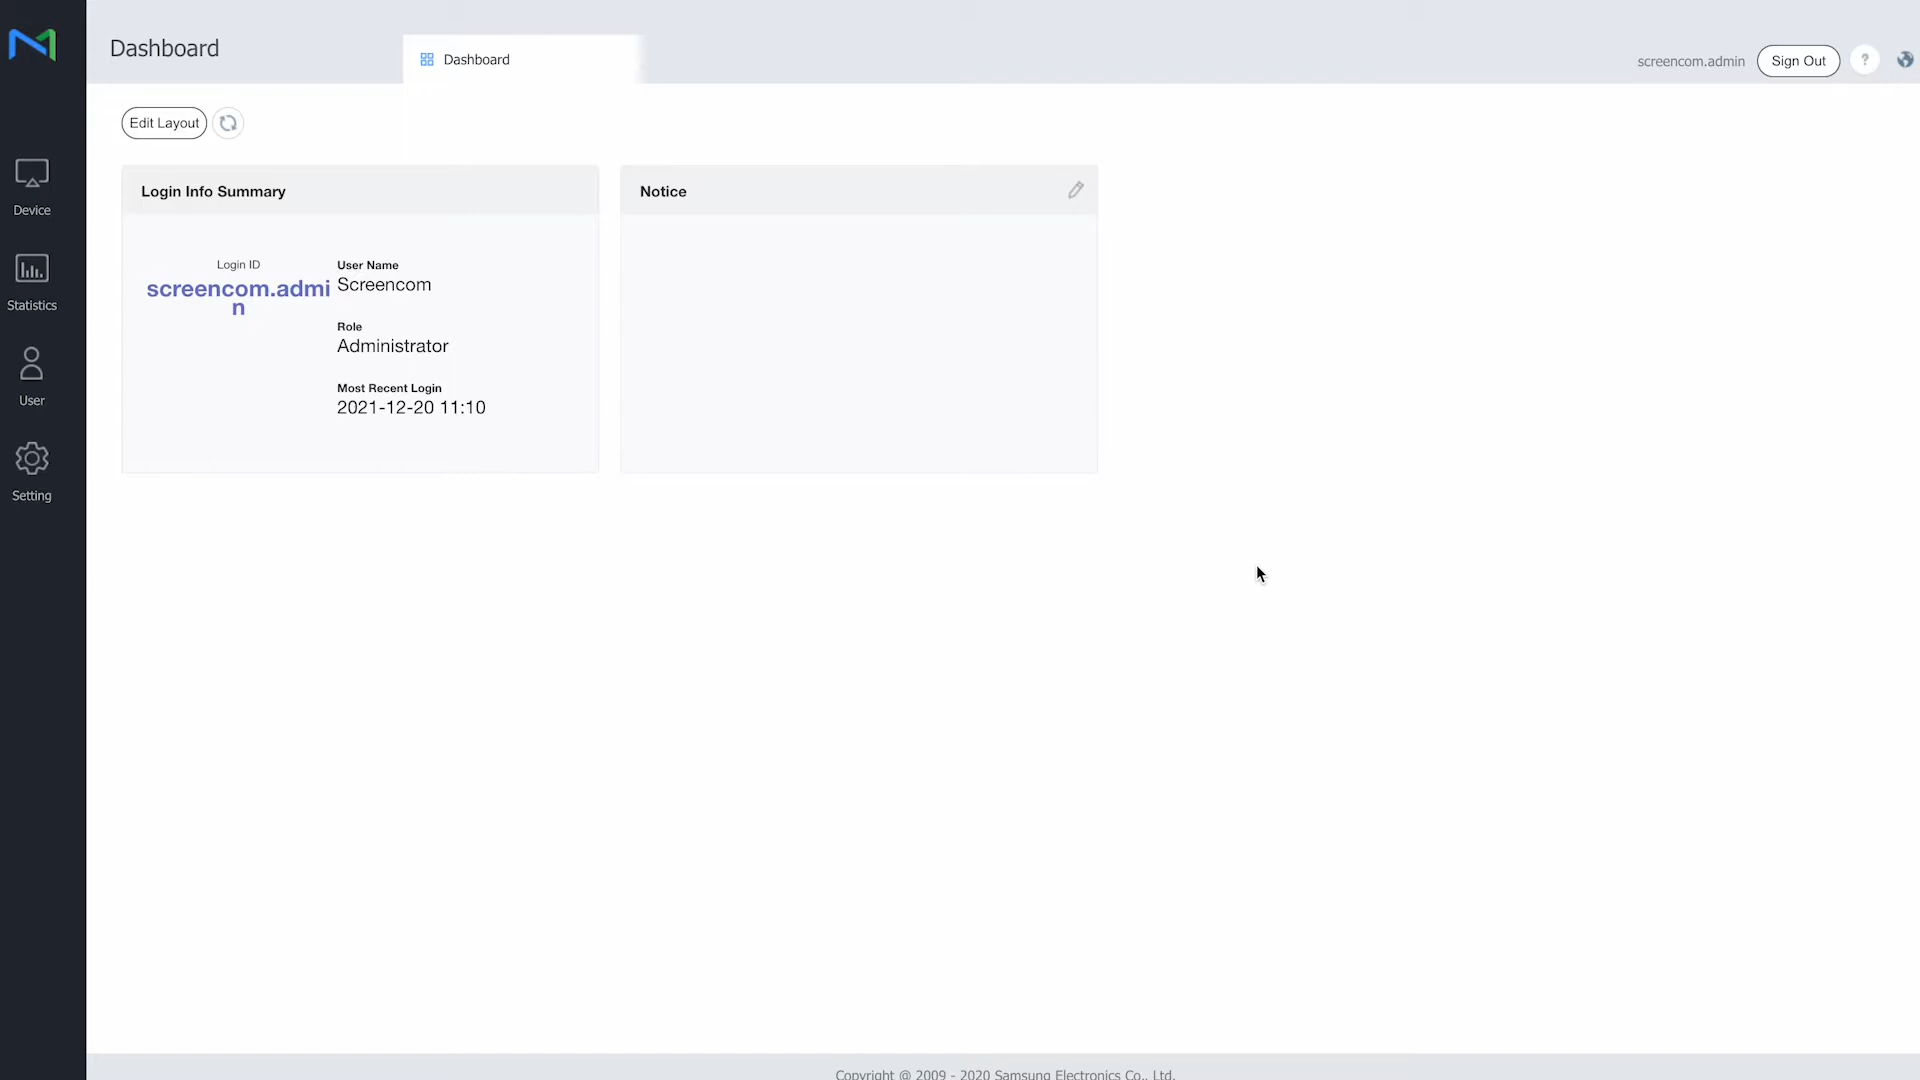 Dashboard
Dashboard
screencom.admin
Sign Out
?
Edit Layout
Device
Statistics
User
Setting
Login Info Summary
Login ID
screencom.admi
n
User Name
Screencom
Role
Administrator
Most Recent Login
2021-12-20 11:10
Notice
Copyright @ 2009 - 2020 Samsung Electronics Co., Ltd.